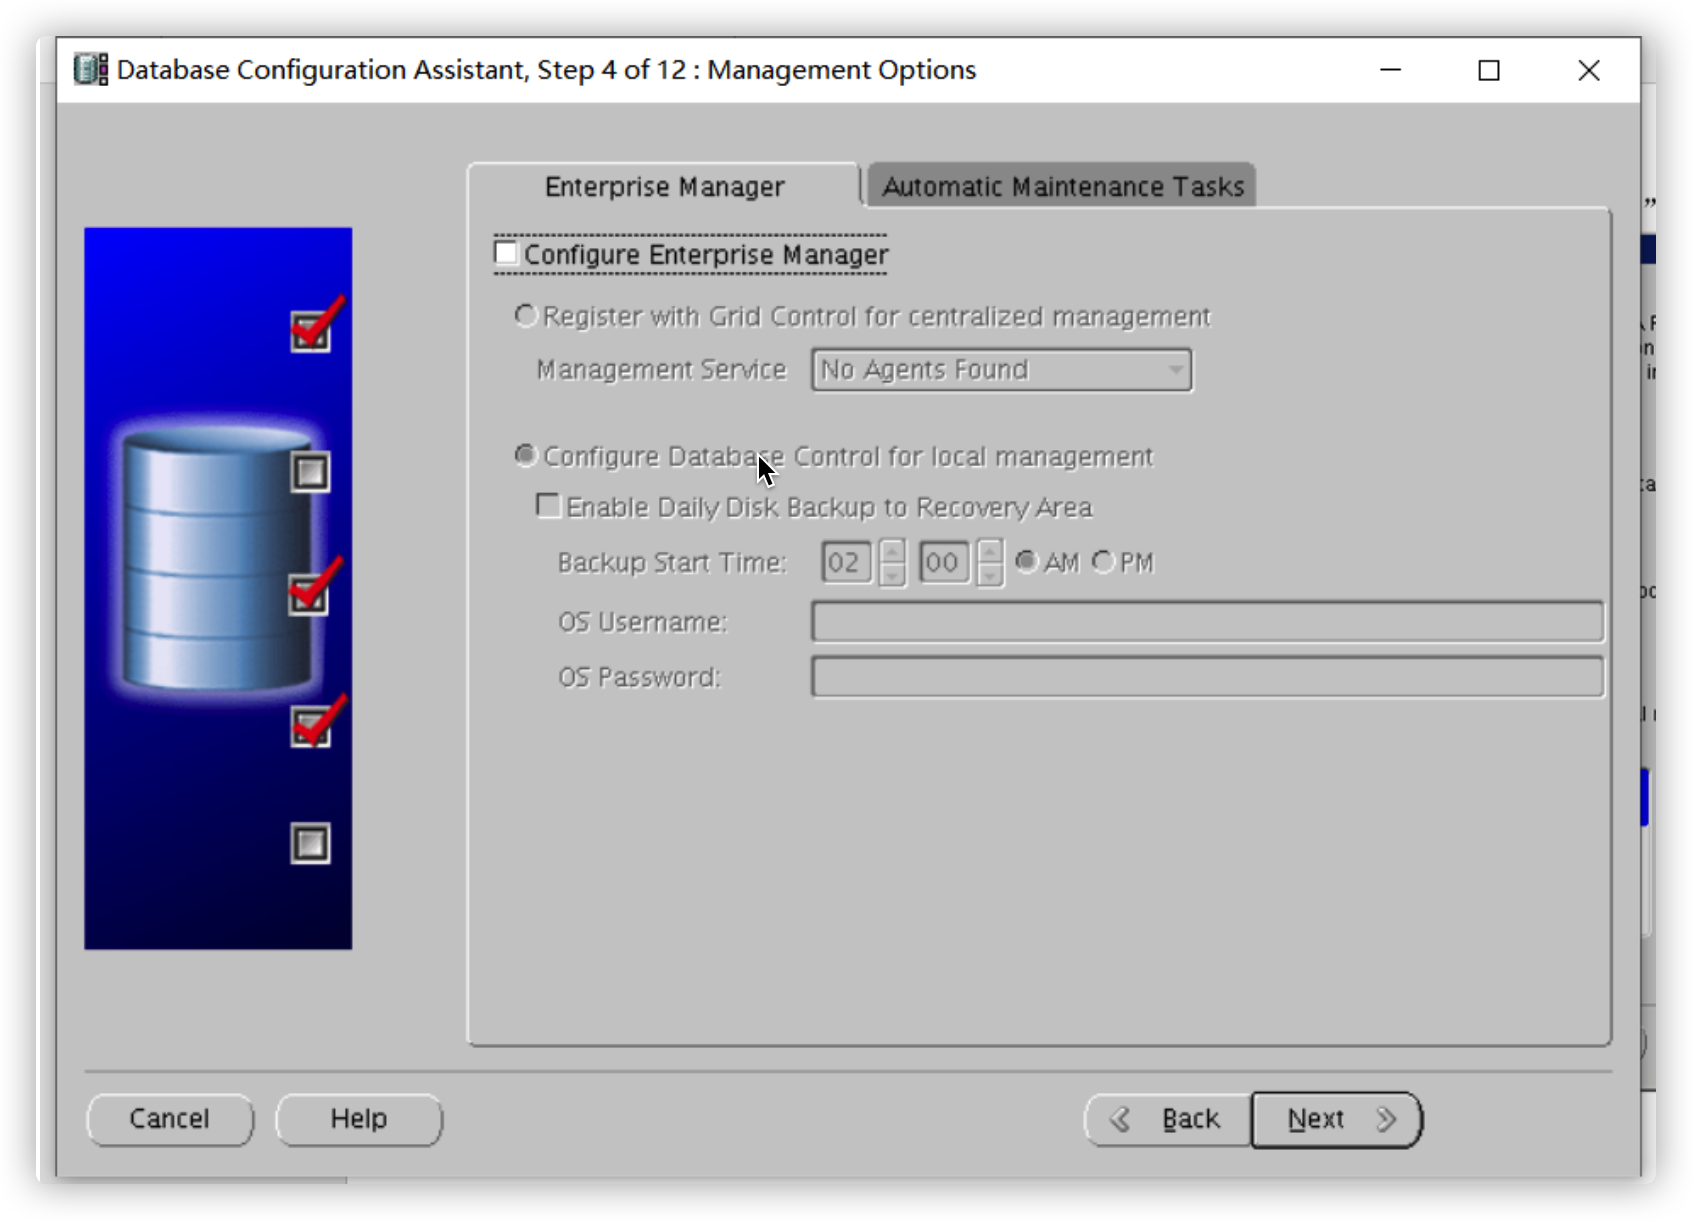 Database Configuration Assistant, Step 4 of 12 : Management Options
Enterprise Manager
Automatic Maintenance Tasks
Configure Enterprise Manager
Register with Grid Control for centralized management
Management Service
No Agents Found
Configure Database Control for local management
Enable Daily Disk Backup to Recovery Area
Backup Start Time: 02 00 AM PM
OS Username:
OS Password:
Cancel
Help
Back
Next